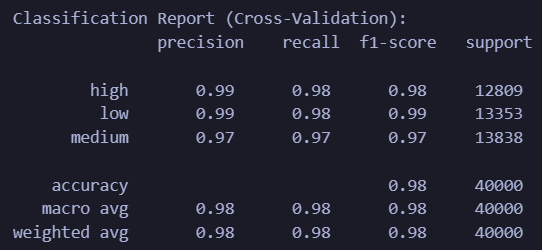 Classification Report (Cross-Validation):
precision recall f1-score support
high 0.99 0.98 0.98 12809
low 0.99 0.98 0.99 13353
medium 0.97 0.97 0.97 13838
accuracy 0.98 40000
macro avg 0.98 0.98 0.98 40000
weighted avg 0.98 0.98 0.98 40000